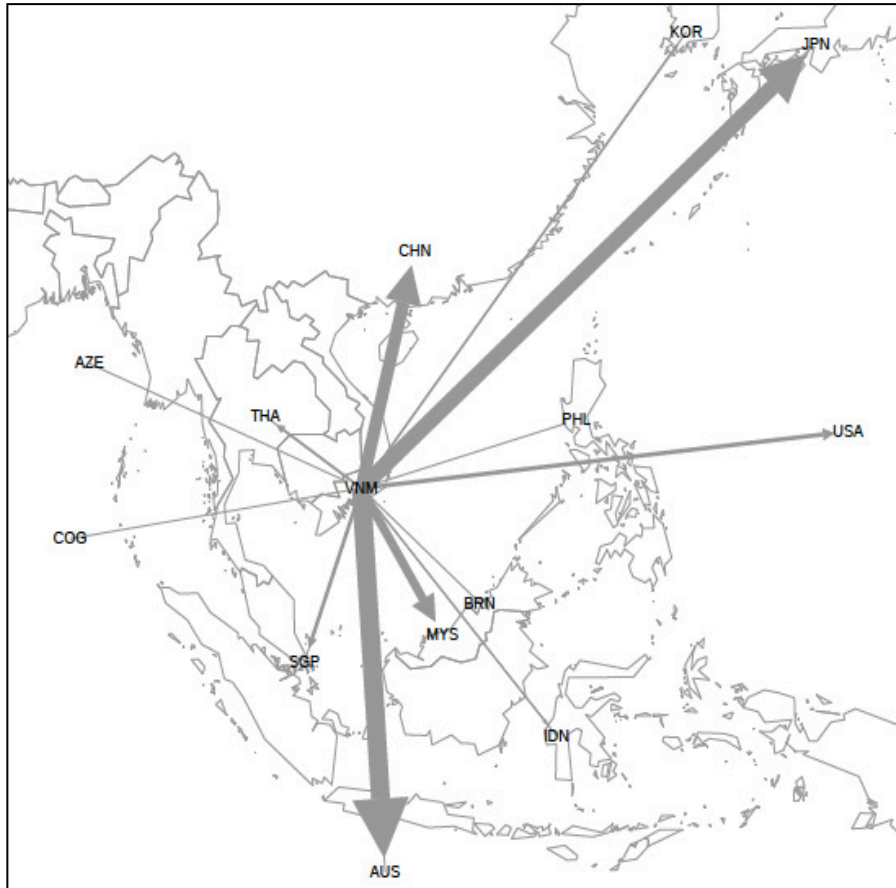 KOR
JPN
CHN
AZE
THA
PHL
USA
VNM
COG
BRN
MYS
SGP
IDN
AUS